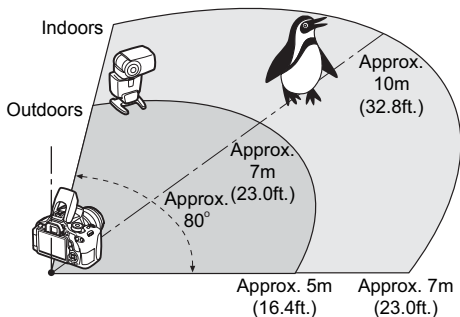 Indoors
Outdoors
Approx.
10m
(32.8ft.)
Approx.
7m
(23.0ft.)
Approx.
80°
Approx. 5m
(16.4ft.)
Approx. 7m
(23.0ft.)